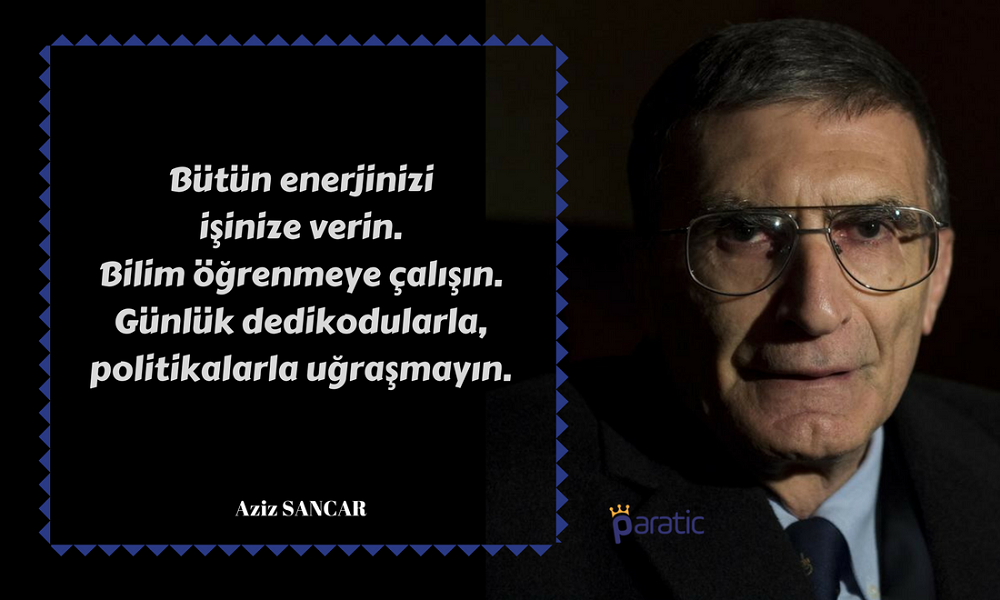 Bütün enerjinizi
işinize verin.
Bilim öğrenmeye çalışın.
Günlük dedikodularla,
politikalarla uğraşmayın.
Aziz SANCAR
paratic